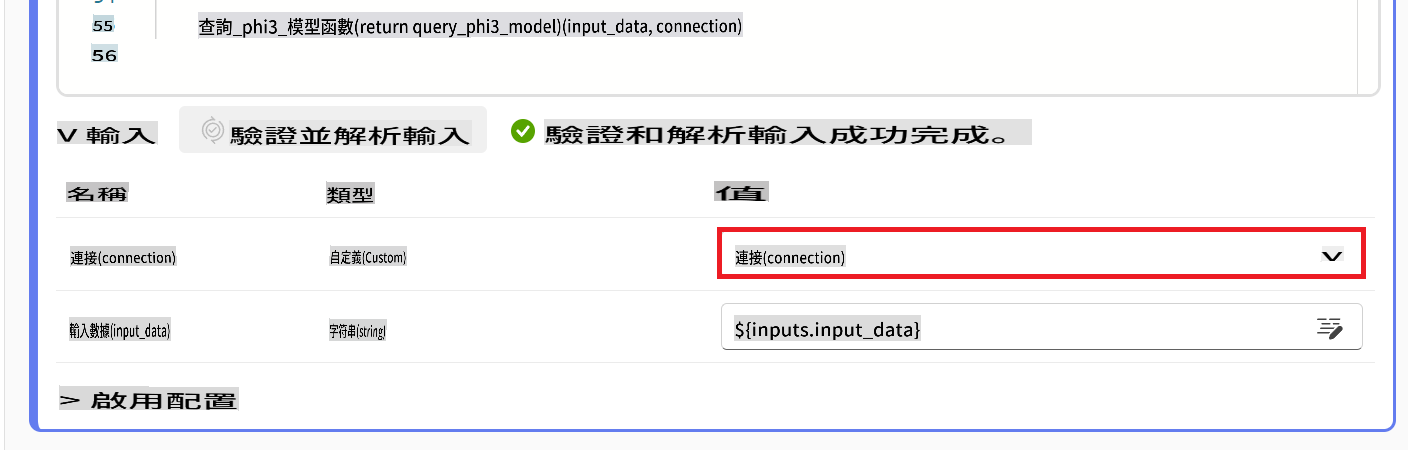 55 查詢_phi3_模型函數(return query_phi3_model)(input_data, connection)
56
V 輸入 驗證並解析輸入 驗證和解析輸入成功完成。
名稱 類型 值
連接(connection) 自定義(Custom) 連接(connection)
輸入數據(input_data) 字符串(string) ${inputs.input_data}
> 啟用配置